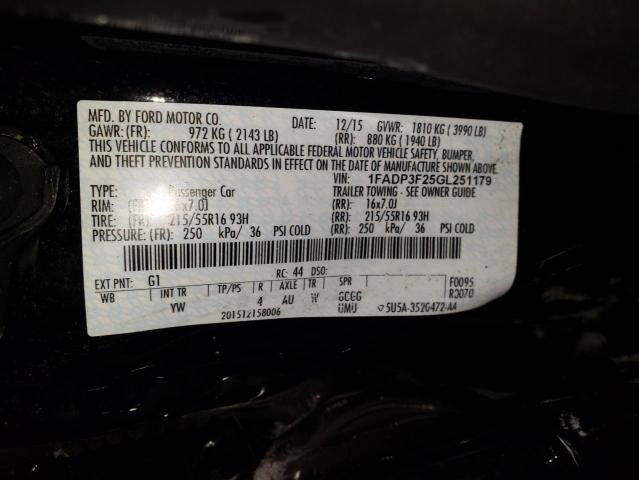 MFD. BY FORD MOTOR CO. DATE: 12/15 GVWR: 1810 KG ( 3990 LB)
GAWR: (FR): 972 KG ( 2143 LB) (RR): 880 KG ( 1940 LB)
THIS VEHICLE CONFORMS TO ALL APPLICABLE FEDERAL MOTOR VEHICLE SAFETY, BUMPER,
AND THEFT PREVENTION STANDARDS IN EFFECT ON THE DATE OF MANUFACTURE SHOWN ABOVE.
VIN: 1FADP3F25GL251179
TYPE: Passenger Car TRAILER TOWING - SEE OWNER GUIDE
RIM: (FR) 16x7.0J (RR): 16x7.0J
TIRE: (FR) 215/55R16 93H (RR): 215/55R16 93H
PRESSURE: (FR) 250 kPa/ 36 PSI COLD (RR): 250 kPa/ 36 PSI COLD
RC: 44 DSO:
EXT PNT: G1 F0095
WB INT TR TP/PS R AXLE TR SPR
YW 4 AU W GCGG
201512158006 UMU ▽5U5A-3520472-AA